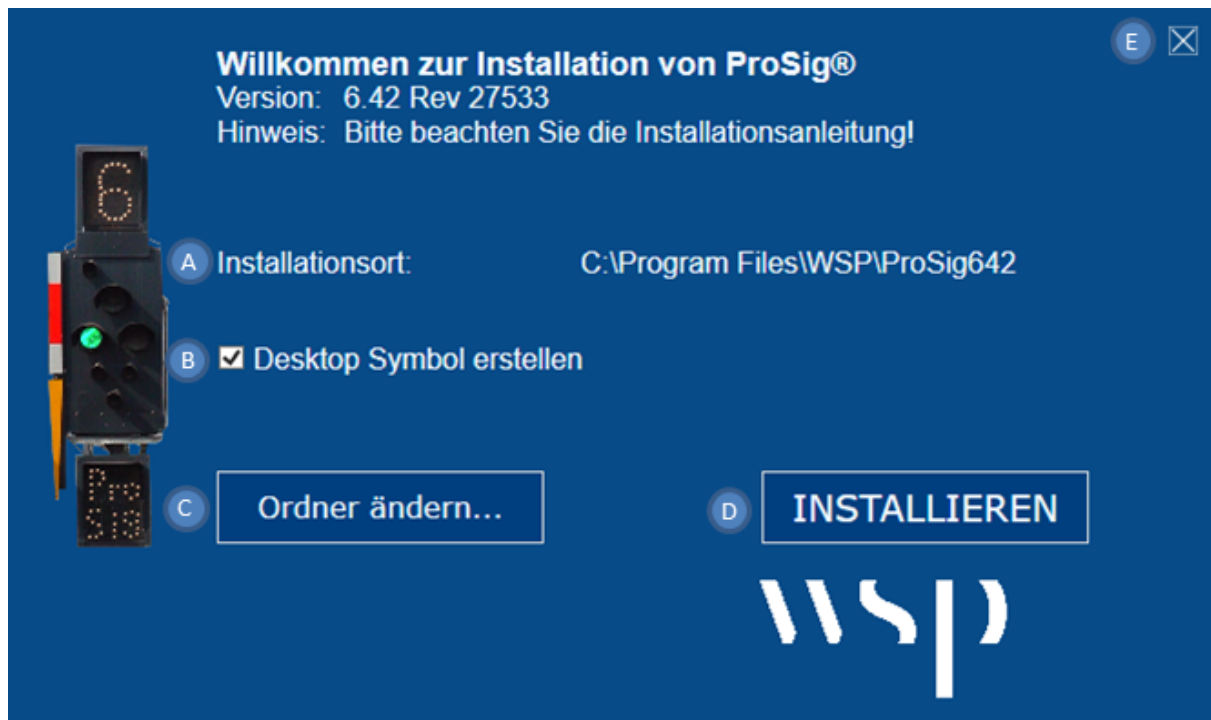 E
Willkommen zur Installation von ProSig®
Version: 6.42 Rev 27533
Hinweis: Bitte beachten Sie die Installationsanleitung!
6
A Installationsort: C:\Program Files\WSP\ProSig642
B Desktop Symbol erstellen
Pro
Sig
C Ordner ändern...
D INSTALLIEREN
wsp